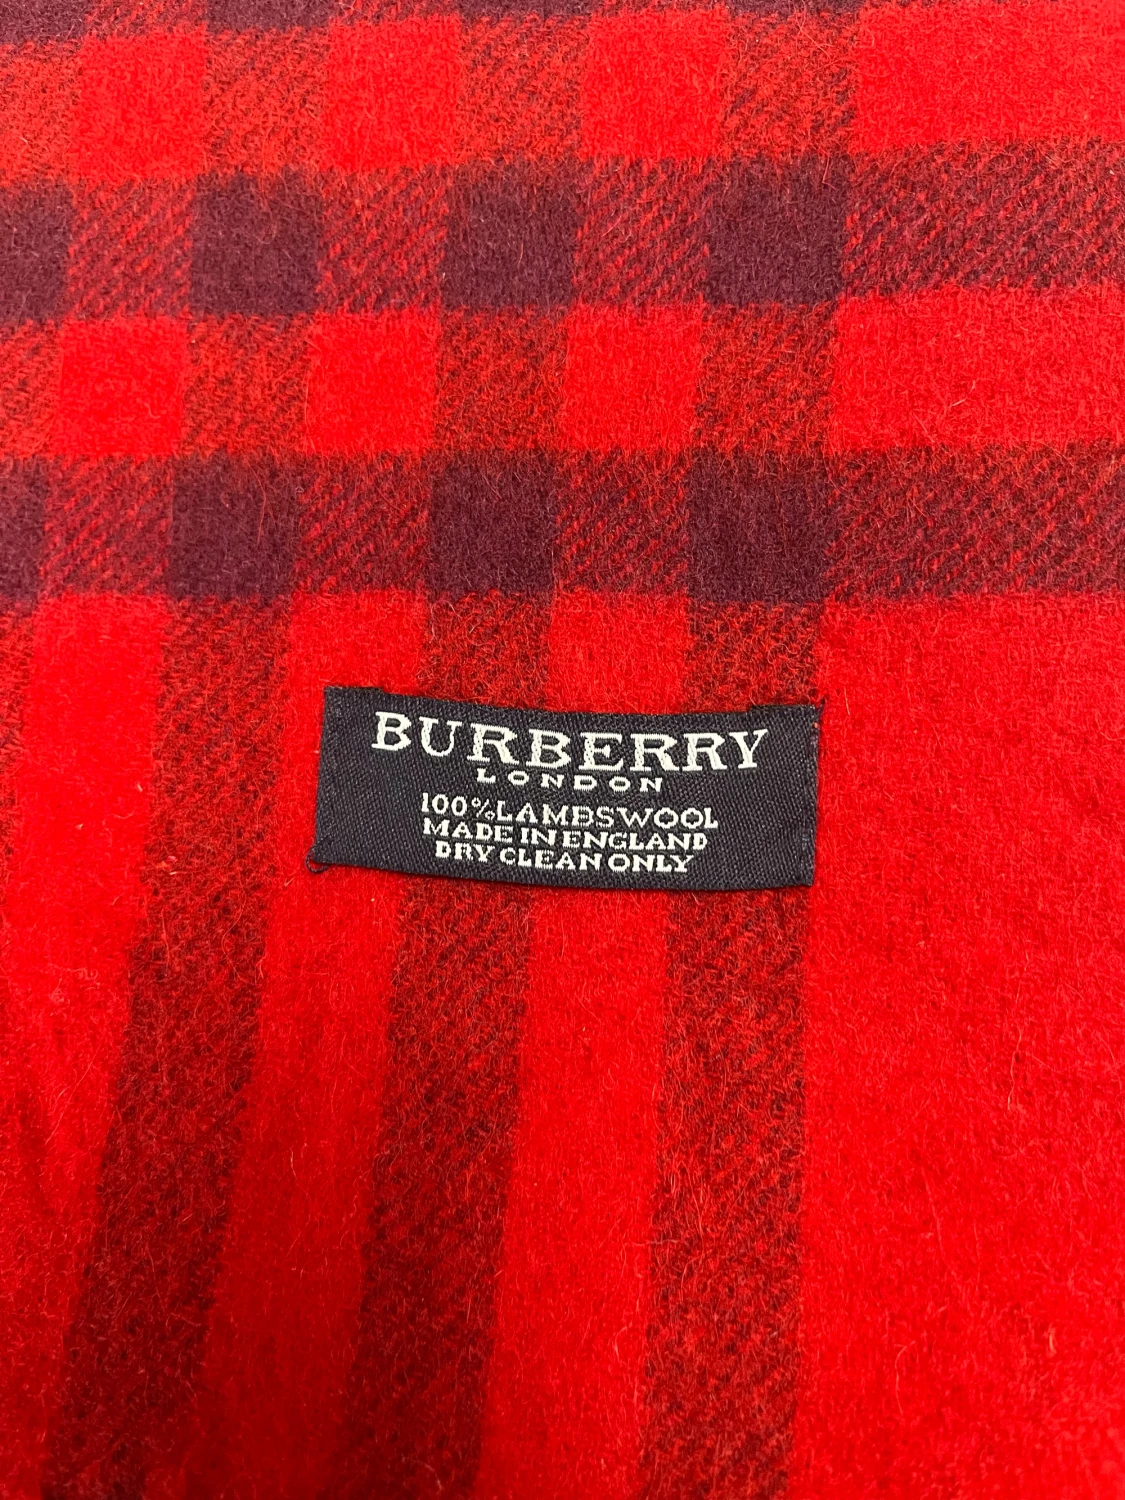 BURBERRY
LONDON
100% LAMBSWOOL
MADE IN ENGLAND
DRY CLEAN ONLY